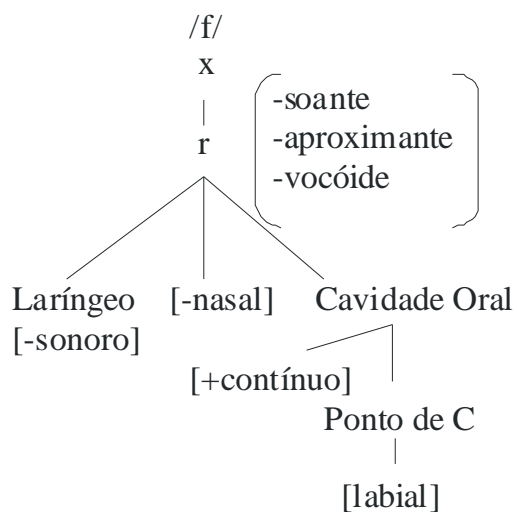 /f/
x
-soante
-aproximante
r
-vocóide
Laríngeo [-nasal] Cavidade Oral
[-sonoro]
[+contínuo]
Ponto de C
[labial]